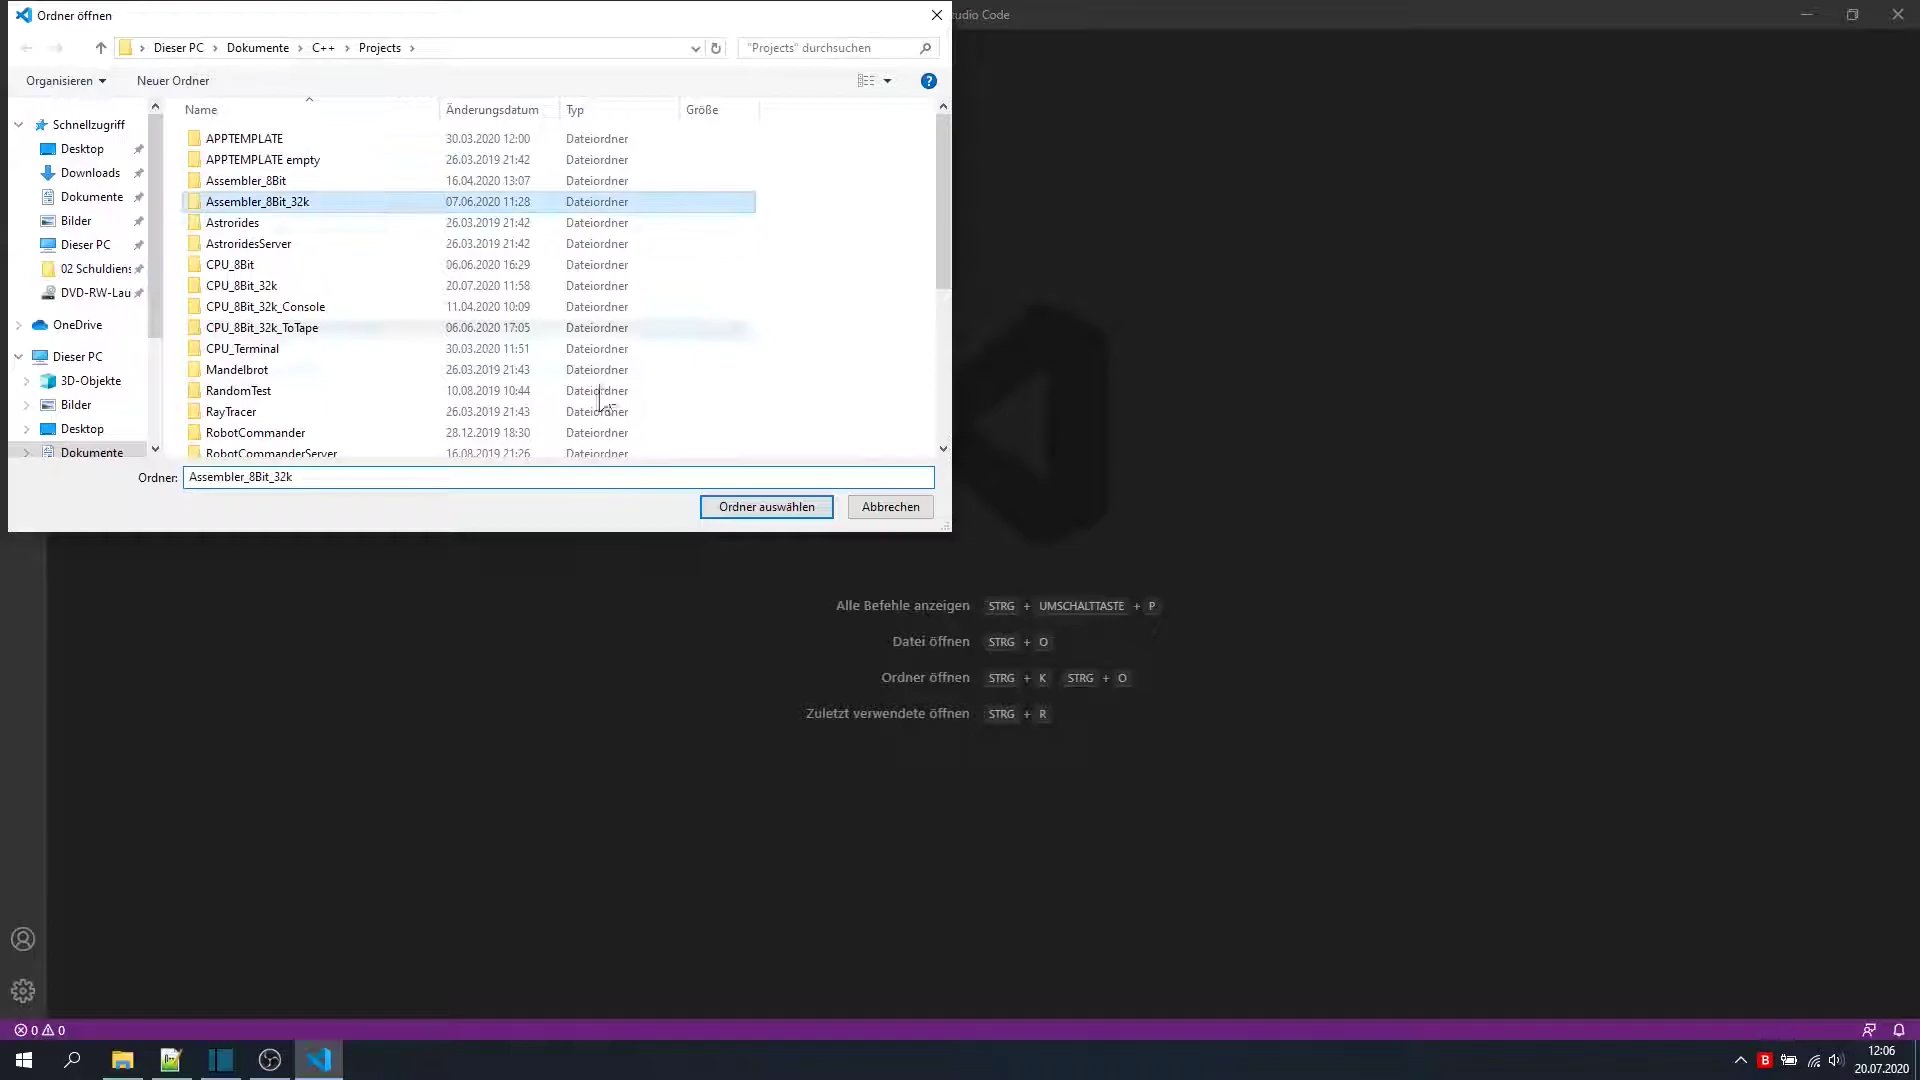 Ordner öffnen
tudio Code
Dieser PC
Dokumente
C++
Projects
"Projects" durchsuchen
Organisieren
Neuer Ordner
Name
Änderungsdatum
Typ
Größe
Schnellzugriff
Desktop
Downloads
Dokumente
Bilder
Dieser PC
02 Schuldiens
DVD-RW-Lau
OneDrive
Dieser PC
3D-Objekte
Bilder
Desktop
Dokumente
APPTEMPLATE 30.03.2020 12:00 Dateiordner
APPTEMPLATE empty 26.03.2019 21:42 Dateiordner
Assembler_8Bit 16.04.2020 13:07 Dateiordner
Assembler_8Bit_32k 07.06.2020 11:28 Dateiordner
Astrorides 26.03.2019 21:42 Dateiordner
AstroridesServer 26.03.2019 21:42 Dateiordner
CPU_8Bit 06.06.2020 16:29 Dateiordner
CPU_8Bit_32k 20.07.2020 11:58 Dateiordner
CPU_8Bit_32k_Console 11.04.2020 10:09 Dateiordner
CPU_8Bit_32k_ToTape 06.06.2020 17:05 Dateiordner
CPU_Terminal 30.03.2020 11:51 Dateiordner
Mandelbrot 26.03.2019 21:43 Dateiordner
RandomTest 10.08.2019 10:44 Dateiordner
RayTracer 26.03.2019 21:43 Dateiordner
RobotCommander 28.12.2019 18:30 Dateiordner
RobotCommanderServer 16.08.2019 21:26 Dateiordner
Ordner: Assembler_8Bit_32k
Ordner auswählen
Abbrechen
Alle Befehle anzeigen STRG + UMSCHALTTASTE + P
Datei öffnen STRG + O
Ordner öffnen STRG + K STRG + O
Zuletzt verwendete öffnen STRG + R
0 0
B
12:06
20.07.2020